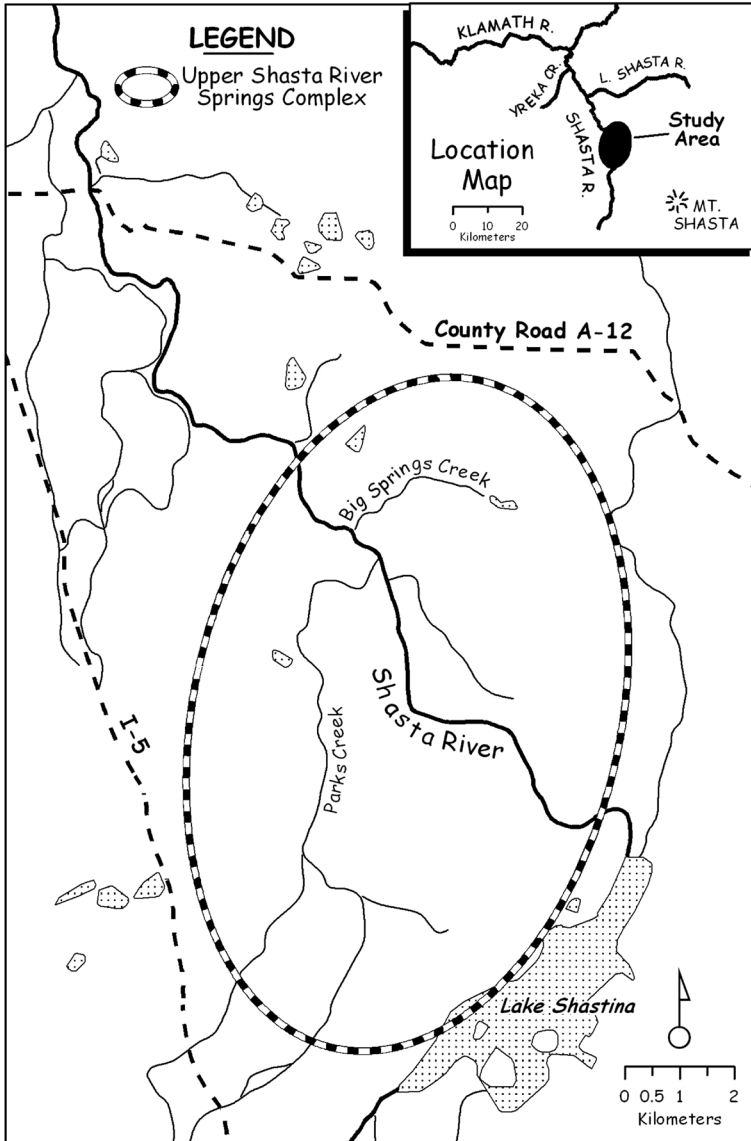 LEGEND
Upper Shasta River
Springs Complex
KLAMATH R.
YREKA CR.
L. SHASTA R.
SHASTA R.
Study
Area
Location
Map
0 10 20
Kilometers
MT.
SHASTA
County Road A-12
Big Springs Creek
Shasta River
I-5
Parks Creek
Lake Shastina
0 0.5 1 2
Kilometers